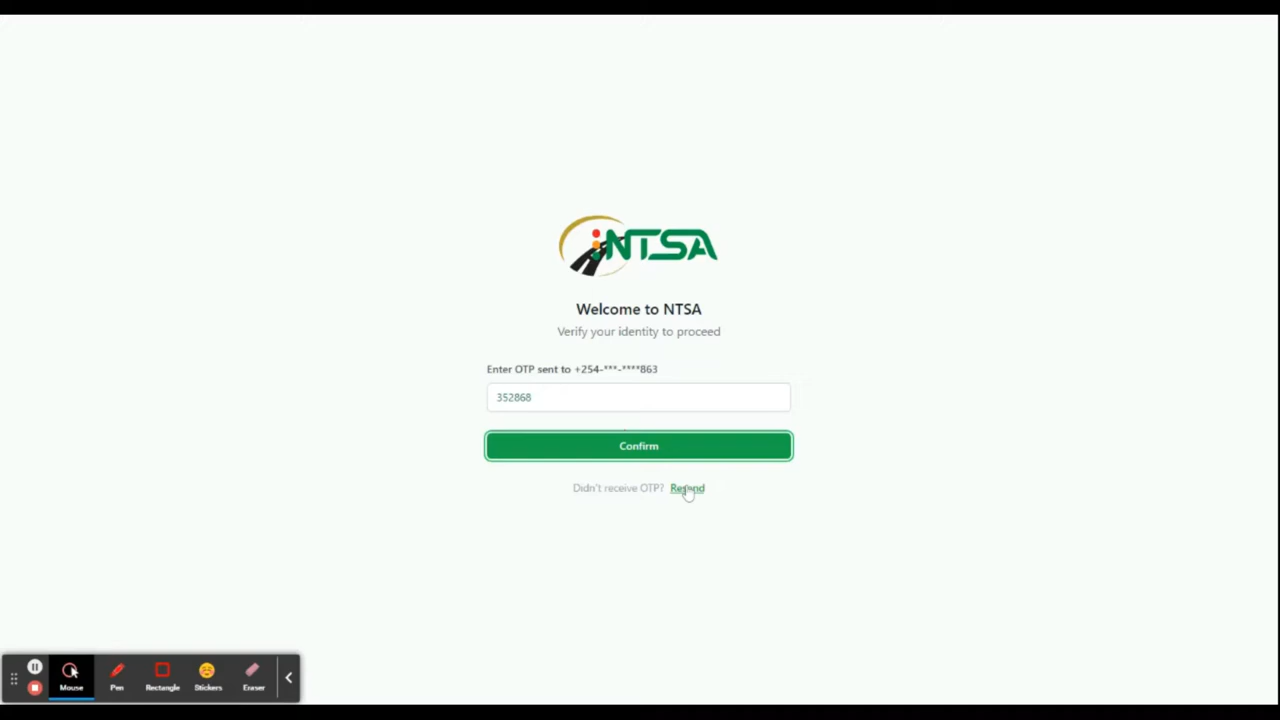 iNTSA
Welcome to NTSA
Verify your identity to proceed
Enter OTP sent to +254-***-****863
352868
Confirm
Didn't receive OTP? Resend
Mouse
Pen
Rectangle
Stickers
Eraser